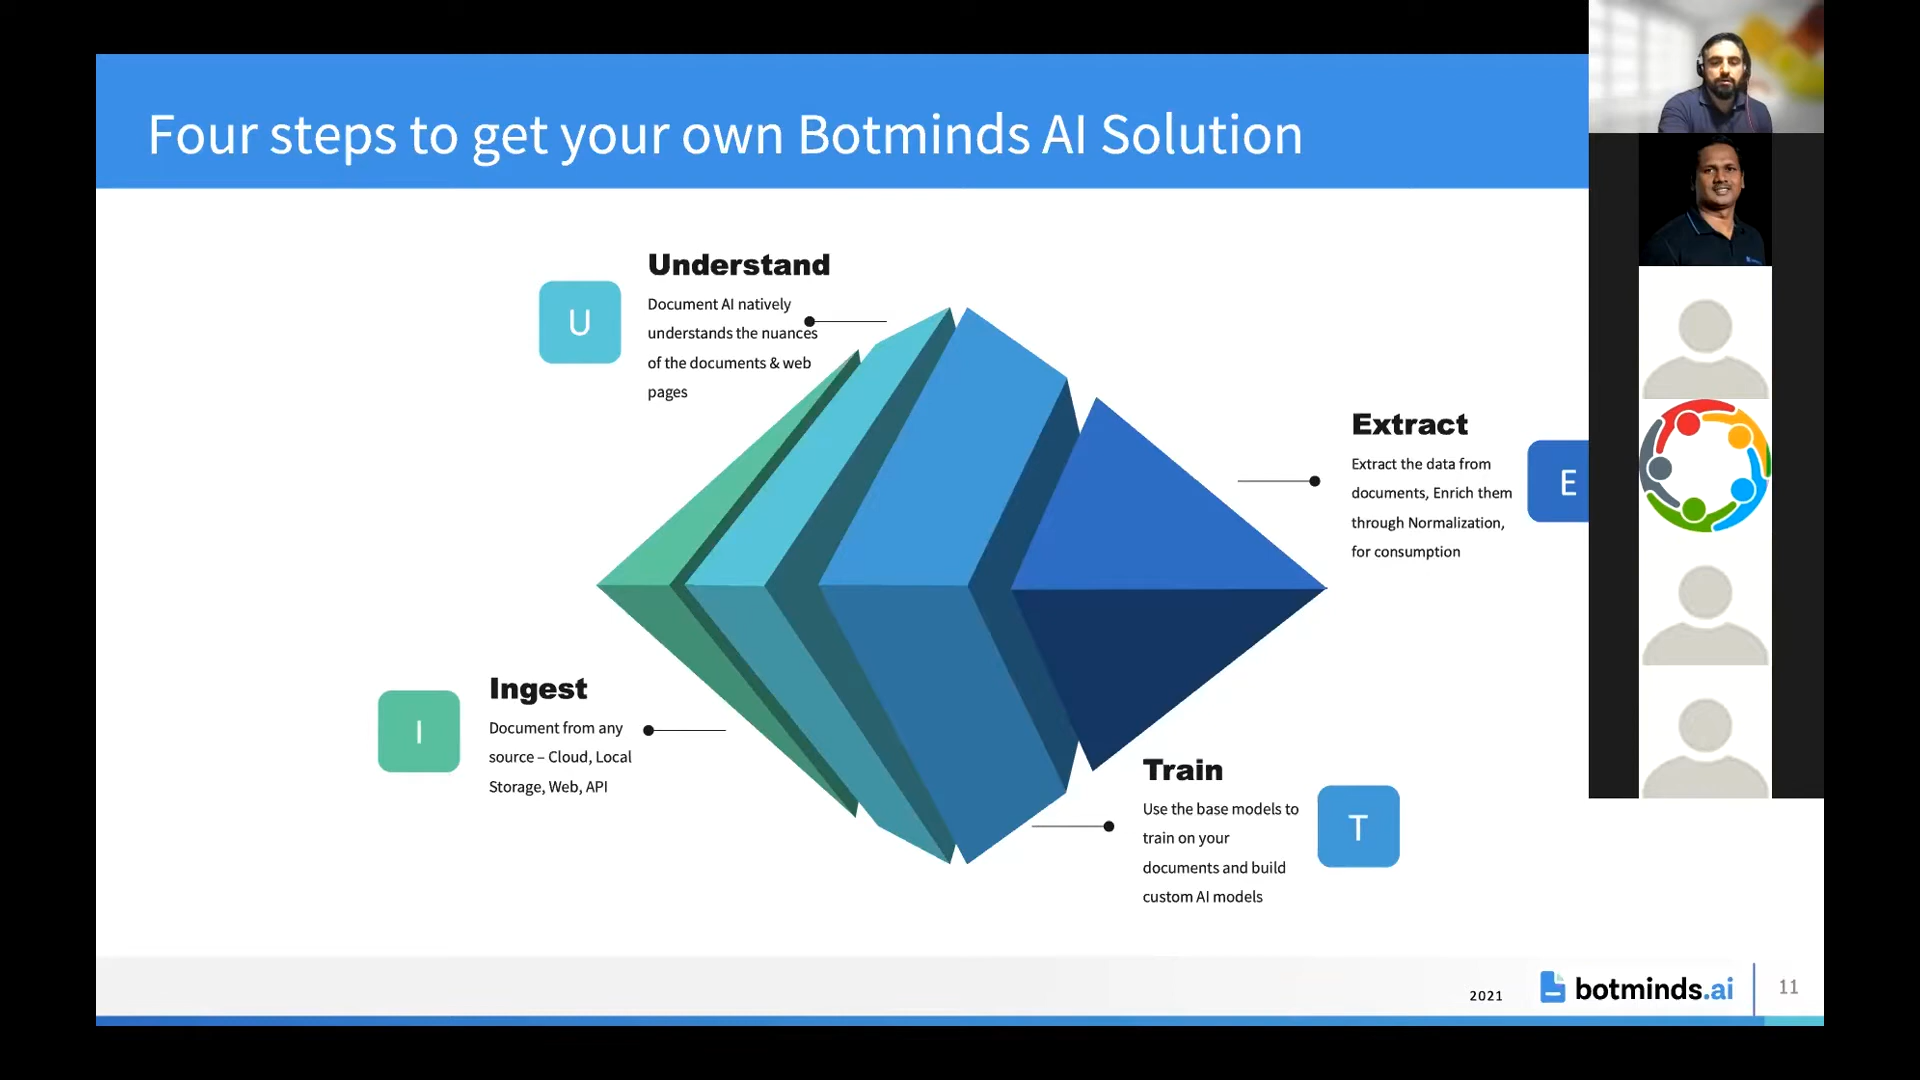 Four steps to get your own Botminds AI Solution
U
Understand
Document AI natively
understands the nuances
of the documents & web
pages
Extract
Extract the data from
documents, Enrich them
through Normalization,
for consumption
E
I
Ingest
Document from any
source – Cloud, Local
Storage, Web, API
Train
Use the base models to
train on your
documents and build
custom AI models
T
2021
botminds.ai
11